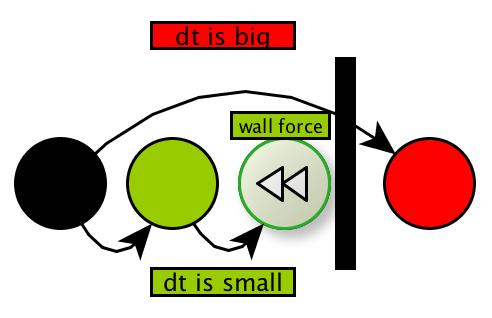 dt is big
wall force
dt is small